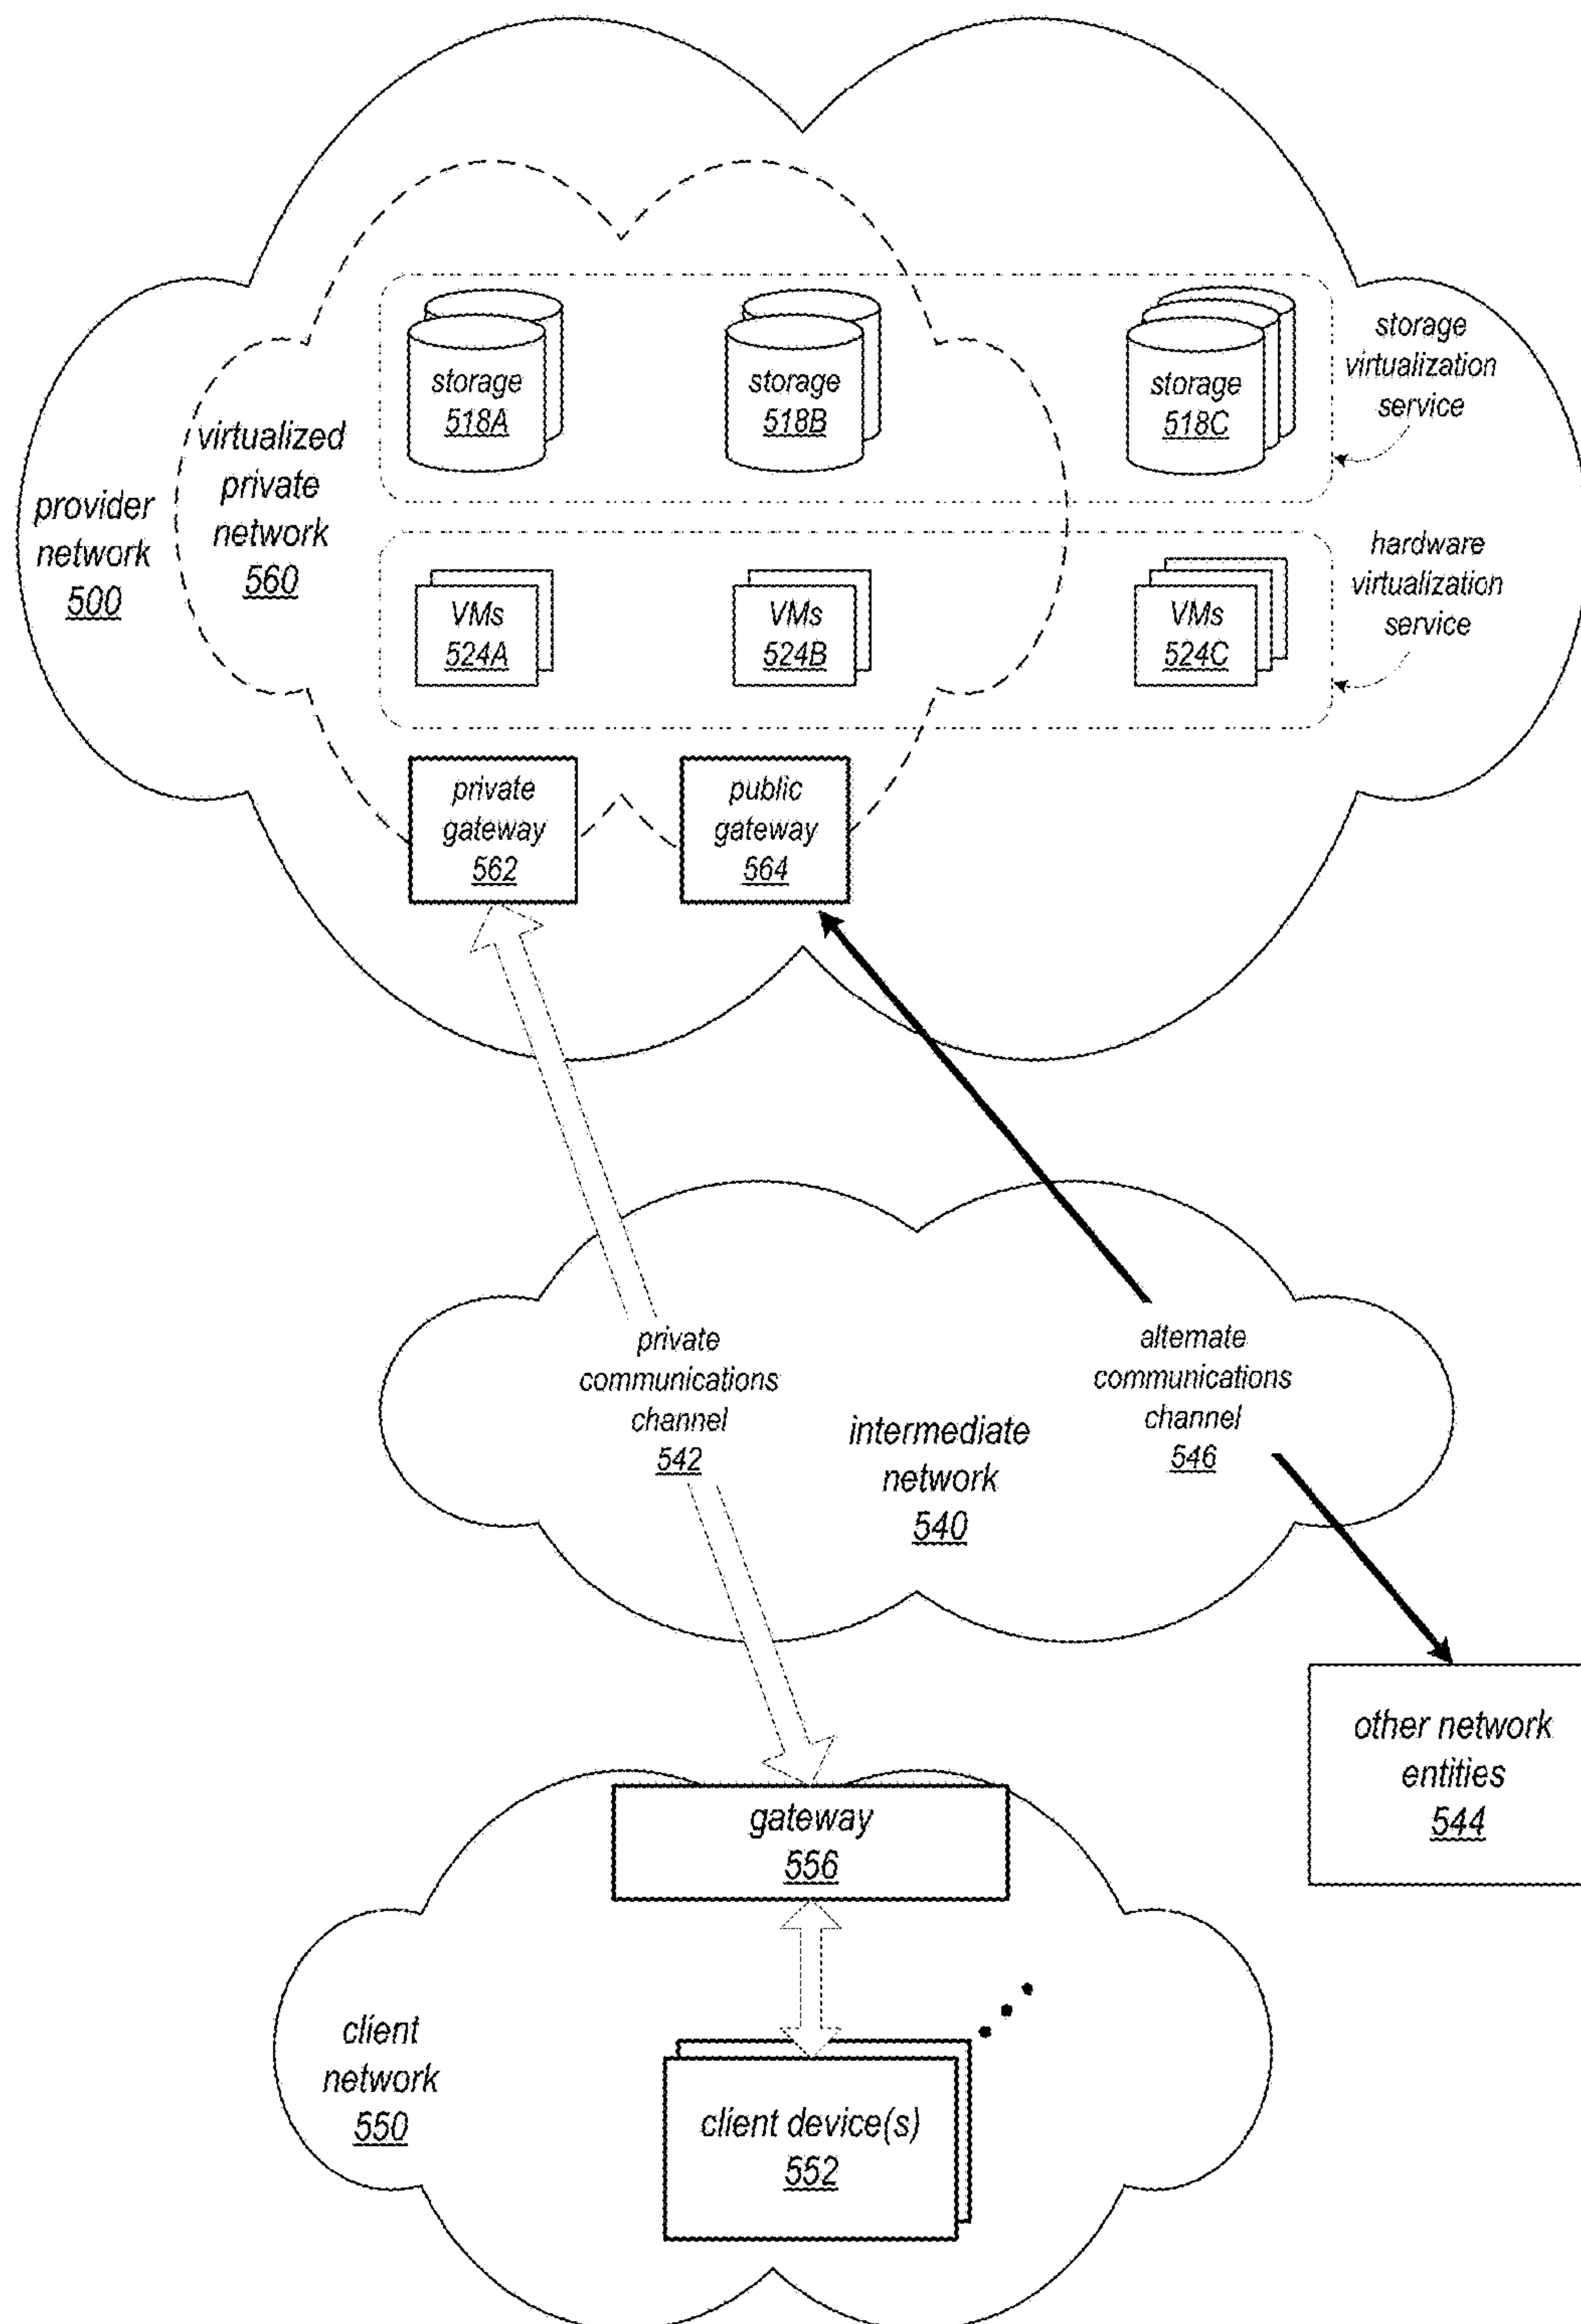 storage
virtualization
service
storage
518A
storage
518B
storage
518C
virtualized
private
network
560
provider
network
500
hardware
virtualization
service
VMs
524A
VMs
524B
VMs
524C
private
gateway
562
public
gateway
564
private
communications
channel
542
alternate
communications
channel
546
intermediate
network
540
other network
entities
544
gateway
556
client
network
550
client device(s)
552